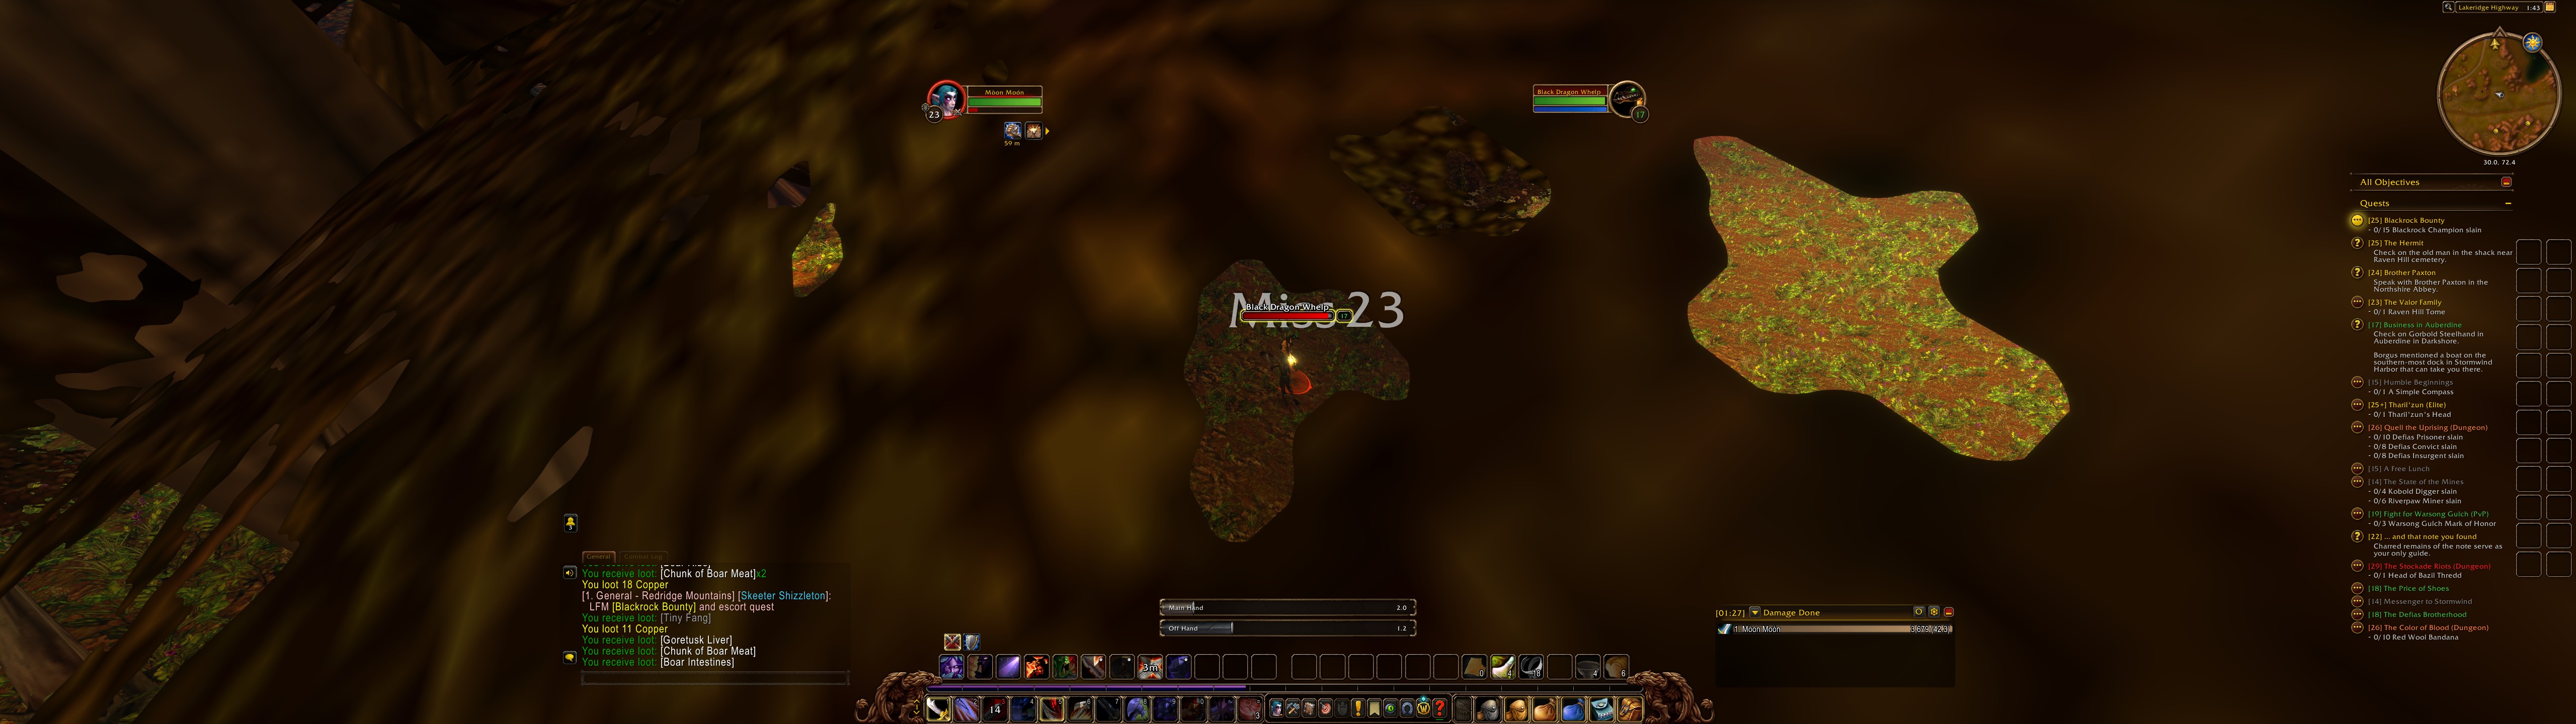 Lakeridge Highway 1:43
Moon Moon
23
59 m
Black Dragon Whelp
17
30.0, 72.4
All Objectives
Quests
[25] Blackrock Bounty
- 0/15 Blackrock Champion slain
[25] The Hermit
Check on the old man in the shack near
Raven Hill cemetery.
[24] Brother Paxton
Speak with Brother Paxton in the
Northshire Abbey.
[23] The Valor Family
- 0/1 Raven Hill Tome
[17] Business in Auberdine
Check on Gorbold Steelhand in
Auberdine in Darkshore.
Borgus mentioned a boat on the
southern-most dock in Stormwind
Harbor that can take you there.
[15] Humble Beginnings
- 0/1 A Simple Compass
[25+] Tharil'zun (Elite)
- 0/1 Tharil'zun's Head
[26] Quell the Uprising (Dungeon)
- 0/10 Defias Prisoner slain
- 0/8 Defias Convict slain
- 0/8 Defias Insurgent slain
[15] A Free Lunch
[14] The State of the Mines
- 0/4 Kobold Digger slain
- 0/6 Riverpaw Miner slain
[19] Fight for Warsong Gulch (PvP)
- 0/3 Warsong Gulch Mark of Honor
[22] ... and that note you found
Charred remains of the note serve as
your only guide.
[29] The Stockade Riots (Dungeon)
- 0/1 Head of Bazil Thredd
[18] The Price of Shoes
[14] Messenger to Stormwind
[18] The Defias Brotherhood
[26] The Color of Blood (Dungeon)
- 0/10 Red Wool Bandana
Miss 23
Black Dragon Whelp
17
3
General Combat Log
You receive loot: [Chunk of Boar Meat]x2
You loot 18 Copper
[1. General - Redridge Mountains] [Skeeter Shizzleton]:
LFM [Blackrock Bounty] and escort quest
You receive loot: [Tiny Fang]
You loot 11 Copper
You receive loot: [Goretusk Liver]
You receive loot: [Chunk of Boar Meat]
You receive loot: [Boar Intestines]
Main Hand 2.0
Off Hand 1.2
[01:27] Damage Done
1. Moon Moon
3m
0 4 18 4 6
14
3